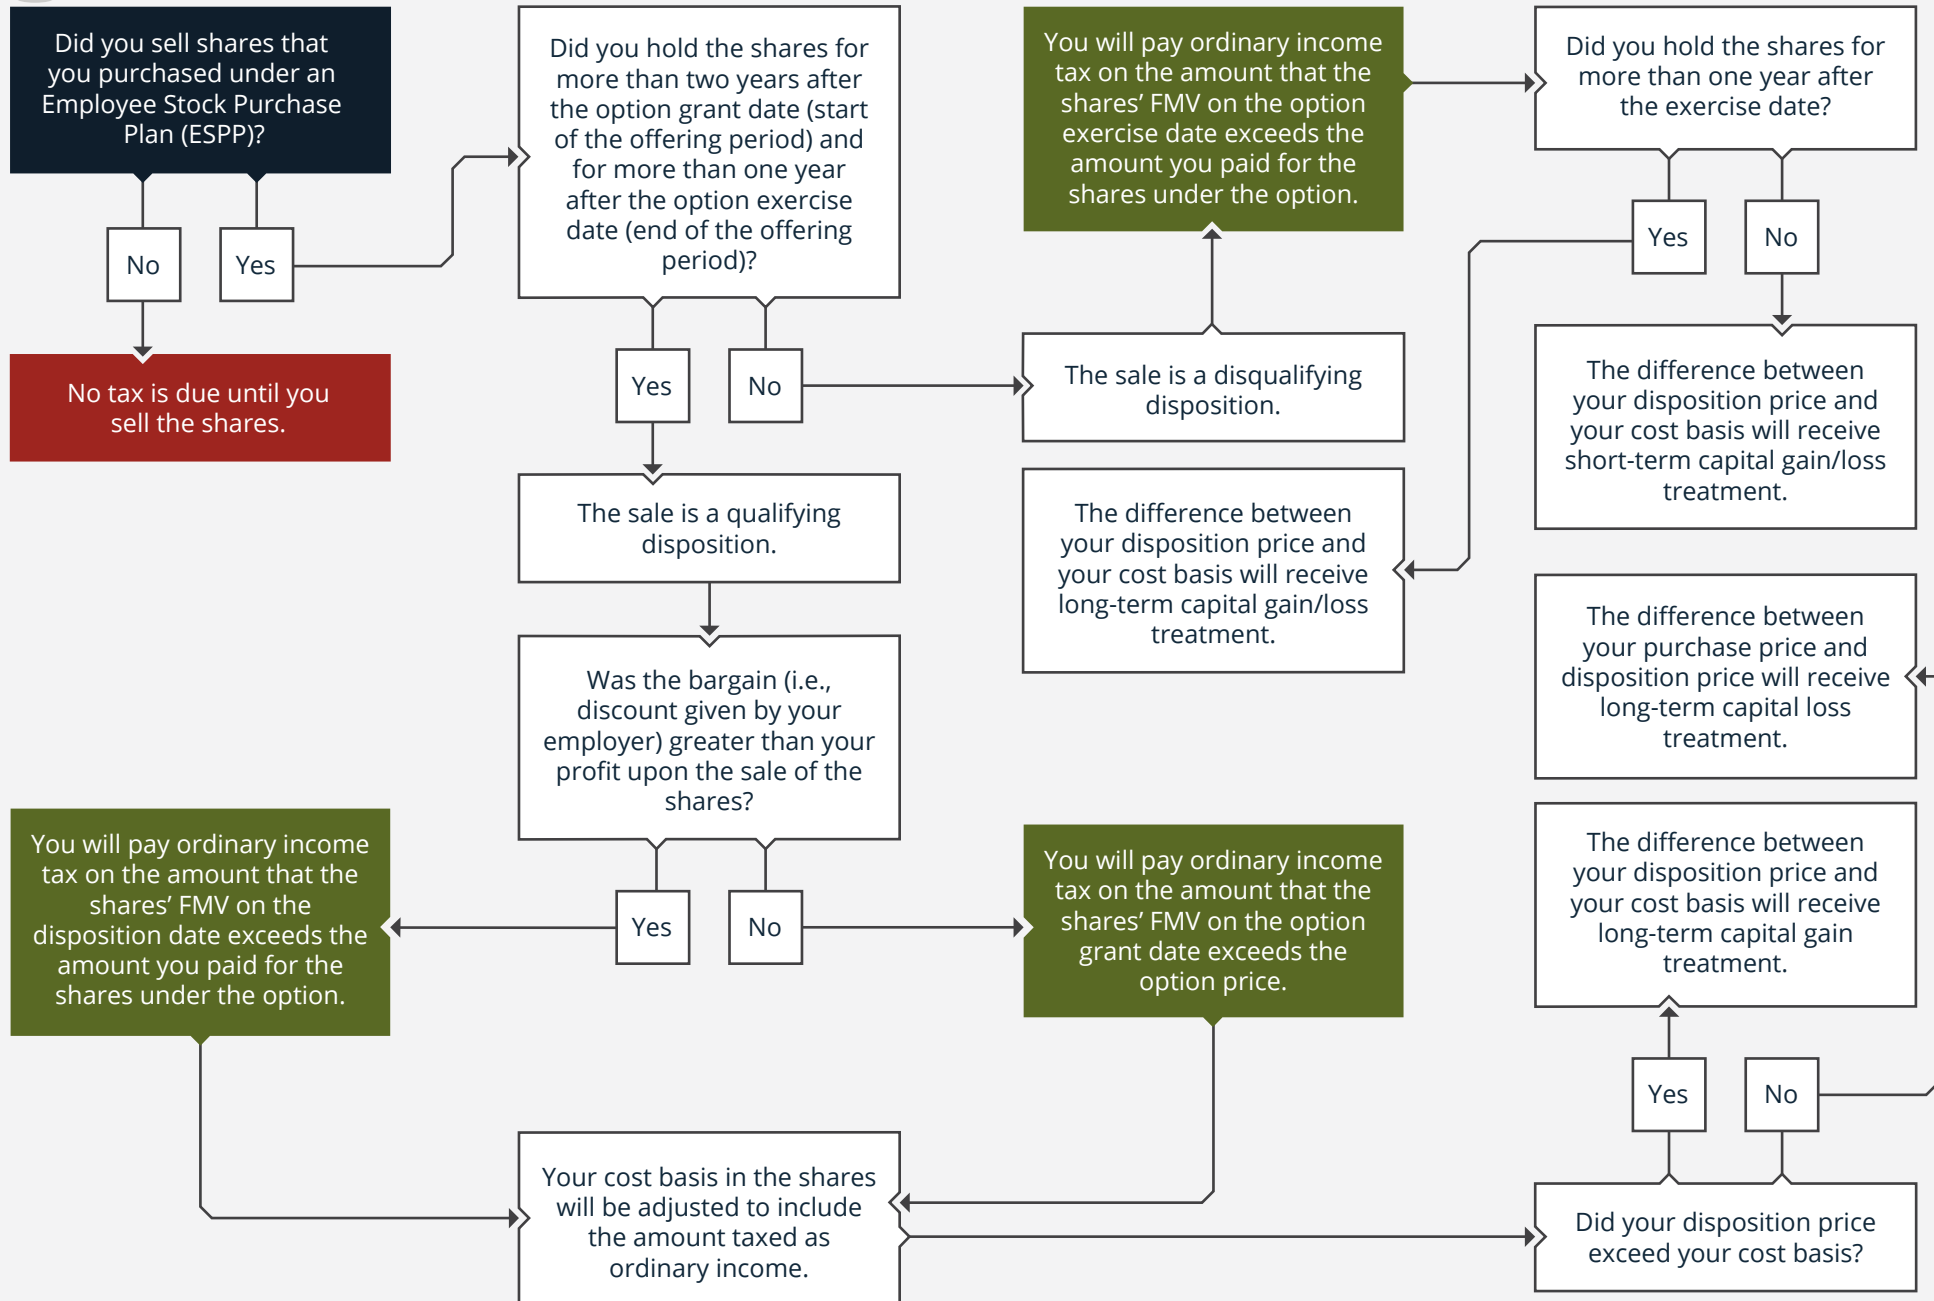 Did you sell shares that
you purchased under an
Employee Stock Purchase
Plan (ESPP)?
No
Yes
No tax is due until you
sell the shares.
Did you hold the shares for
more than two years after
the option grant date (start
of the offering period) and
for more than one year
after the option exercise
date (end of the offering
period)?
Yes
No
The sale is a disqualifying
disposition.
You will pay ordinary income
tax on the amount that the
shares’ FMV on the option
exercise date exceeds the
amount you paid for the
shares under the option.
Did you hold the shares for
more than one year after
the exercise date?
Yes
No
The difference between
your disposition price and
your cost basis will receive
short-term capital gain/loss
treatment.
The difference between
your disposition price and
your cost basis will receive
long-term capital gain/loss
treatment.
The sale is a qualifying
disposition.
Was the bargain (i.e.,
discount given by your
employer) greater than your
profit upon the sale of the
shares?
Yes
No
You will pay ordinary income
tax on the amount that the
shares’ FMV on the
disposition date exceeds the
amount you paid for the
shares under the option.
You will pay ordinary income
tax on the amount that the
shares’ FMV on the option
grant date exceeds the
option price.
Your cost basis in the shares
will be adjusted to include
the amount taxed as
ordinary income.
Did your disposition price
exceed your cost basis?
Yes
No
The difference between
your disposition price and
your cost basis will receive
long-term capital gain
treatment.
The difference between
your purchase price and
disposition price will receive
long-term capital loss
treatment.